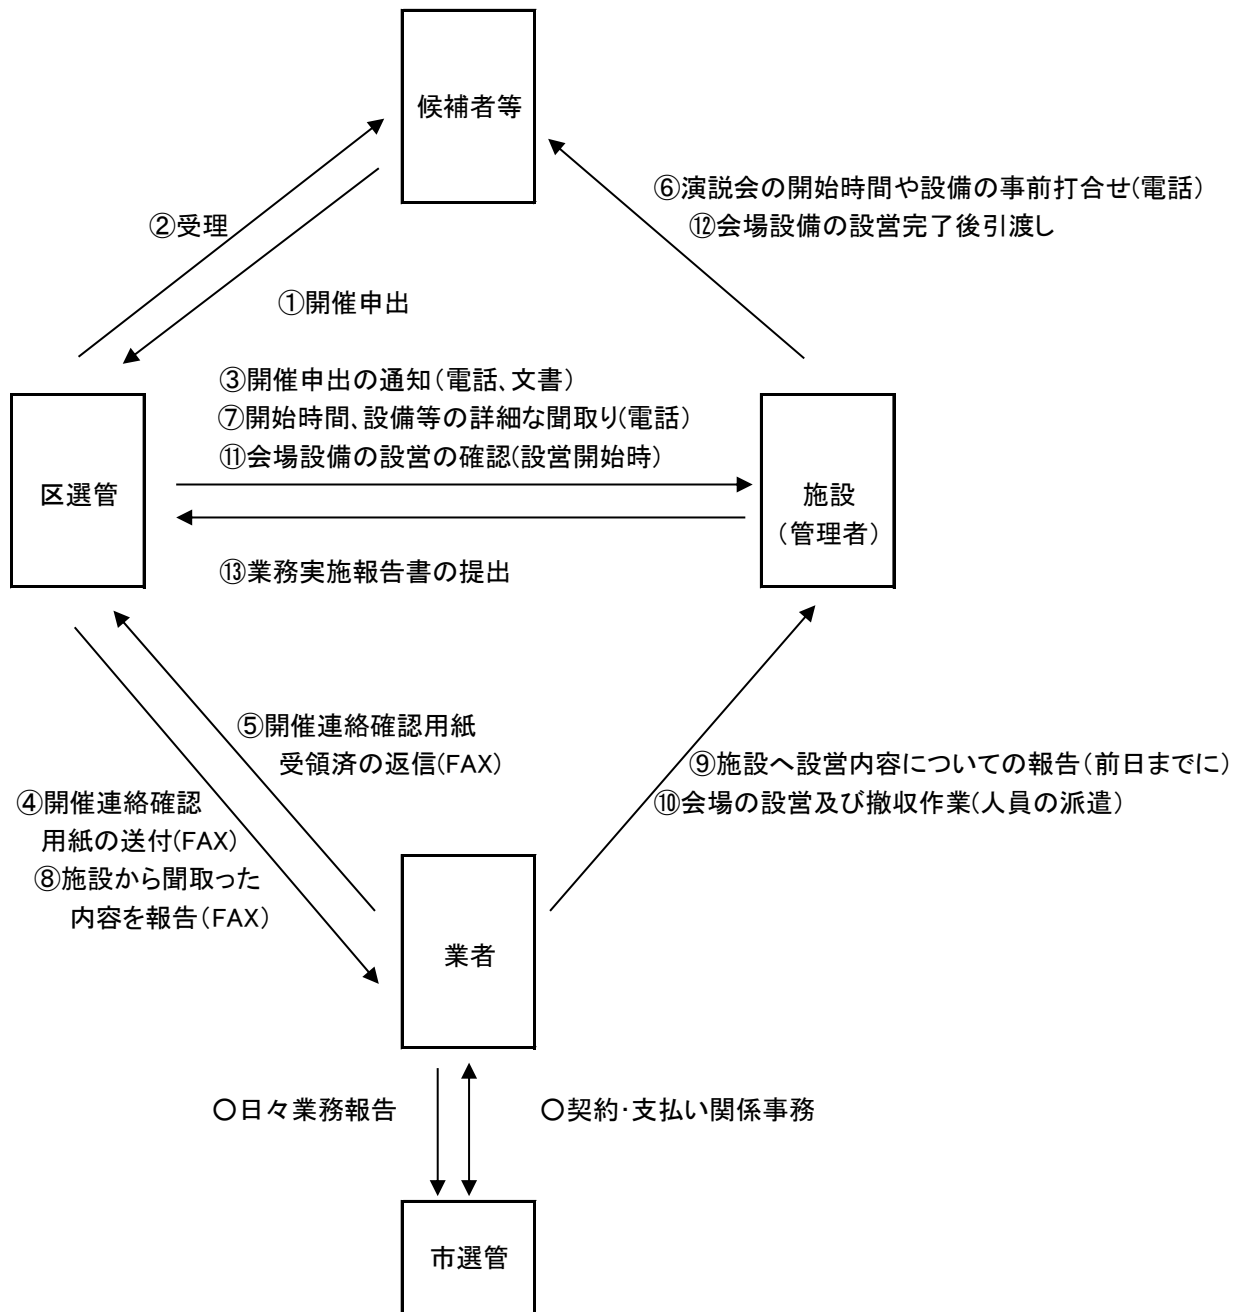 候補者等
⑥演説会の開始時間や設備の事前打合せ(電話)
⑫会場設備の設営完了後引渡し
②受理
①開催申出
③開催申出の通知(電話、文書)
⑦開始時間、設備等の詳細な聞取り(電話)
⑪会場設備の設営の確認(設営開始時)
区選管
施設
(管理者)
⑬業務実施報告書の提出
⑤開催連絡確認用紙
受領済の返信(FAX)
④開催連絡確認
用紙の送付(FAX)
⑧施設から聞取った
内容を報告(FAX)
⑨施設へ設営内容についての報告(前日までに)
⑩会場の設営及び撤収作業(人員の派遣)
業者
○日々業務報告
○契約・支払い関係事務
市選管